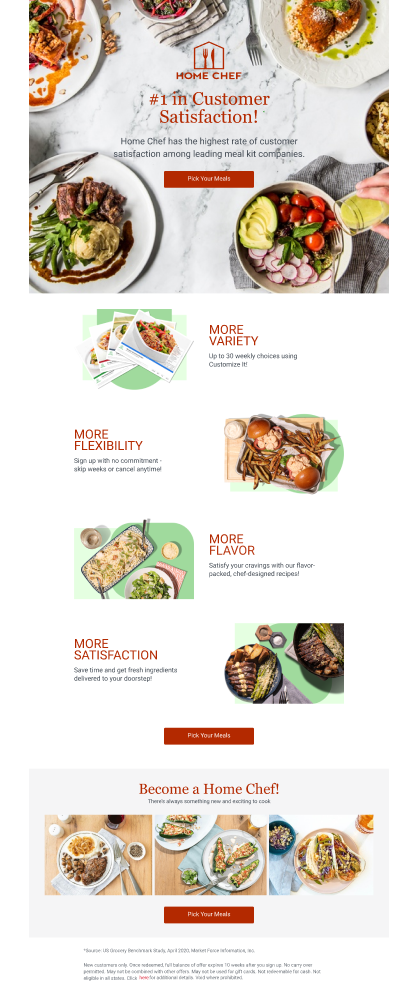 HOME CHEF
#1 in Customer
Satisfaction!
Home Chef has the highest rate of customer
satisfaction among leading meal kit companies.
Pick Your Meals
MORE
VARIETY
Up to 30 weekly choices using
Customize It!
MORE
FLEXIBILITY
Sign up with no commitment -
skip weeks or cancel anytime!
MORE
FLAVOR
Satisfy your cravings with our flavor-
packed, chef-designed recipes!
MORE
SATISFACTION
Save time and get fresh ingredients
delivered to your doorstep!
Pick Your Meals
Become a Home Chef!
There's always something new and exciting to cook
Pick Your Meals
*Source: US Grocery Benchmark Study, April 2020, Market Force Information, Inc.
New customers only. Once redeemed, full balance of offer expires 10 weeks after you sign up. No carry over
permitted. May not be combined with other offers. May not be used for gift cards. Not redeemable for cash. Not
eligible in all states. Click here for additional details. Void where prohibited.